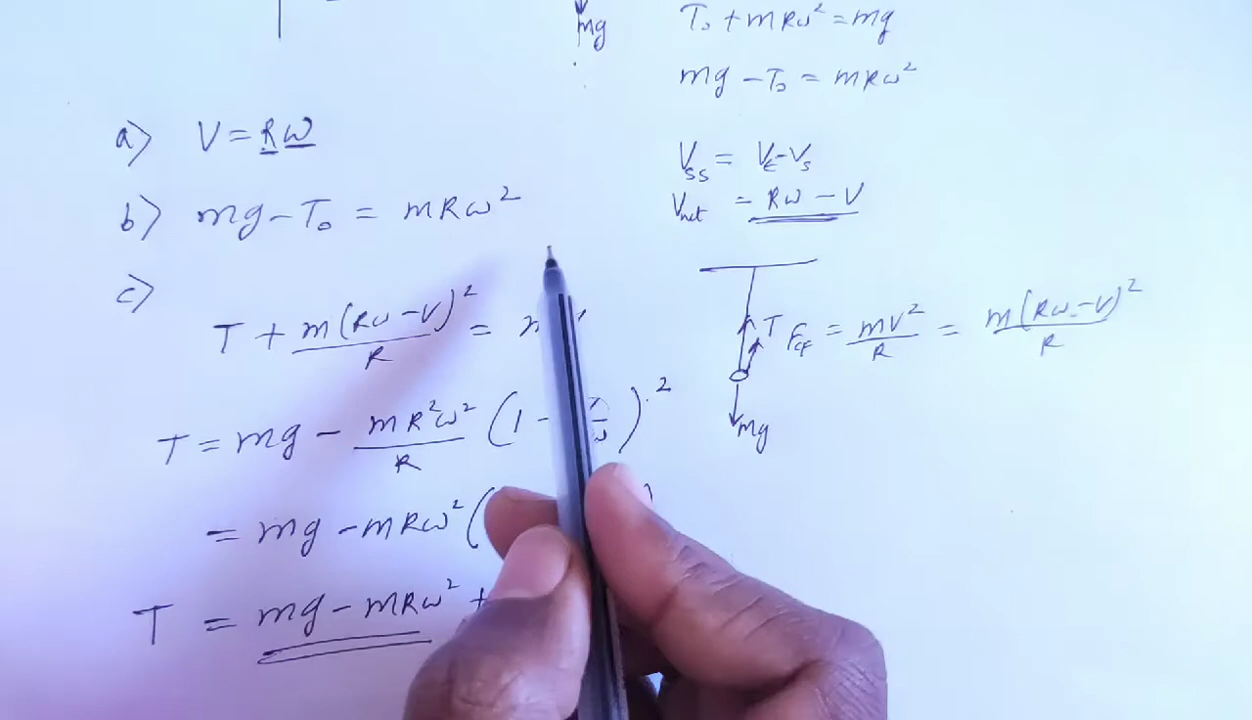 mg
T₀ + mRω² = mg
mg - T₀ = mRω²
a) V = Rω
b) mg - T₀ = mRω²
c)
T + m(Rω - V)² / R =
T = mg - mR²ω² / R (1 - )²
= mg - mRω² (
T = mg - mRω² +
V_SS = V_E - V_S
V_net = Rω - V
T F_CF = mV² / R = m(Rω - V)² / R
mg